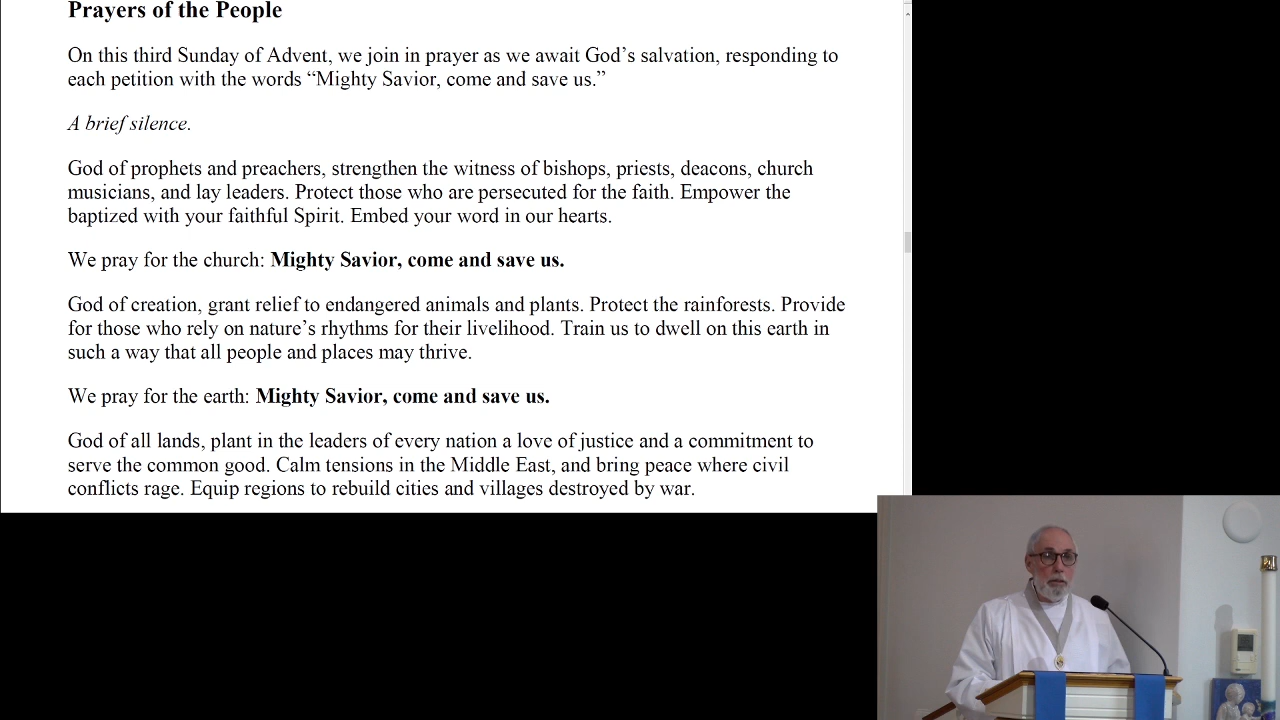 Prayers of the People
On this third Sunday of Advent, we join in prayer as we await God’s salvation, responding to
each petition with the words “Mighty Savior, come and save us.”
A brief silence.
God of prophets and preachers, strengthen the witness of bishops, priests, deacons, church
musicians, and lay leaders. Protect those who are persecuted for the faith. Empower the
baptized with your faithful Spirit. Embed your word in our hearts.
We pray for the church: Mighty Savior, come and save us.
God of creation, grant relief to endangered animals and plants. Protect the rainforests. Provide
for those who rely on nature’s rhythms for their livelihood. Train us to dwell on this earth in
such a way that all people and places may thrive.
We pray for the earth: Mighty Savior, come and save us.
God of all lands, plant in the leaders of every nation a love of justice and a commitment to
serve the common good. Calm tensions in the Middle East, and bring peace where civil
conflicts rage. Equip regions to rebuild cities and villages destroyed by war.